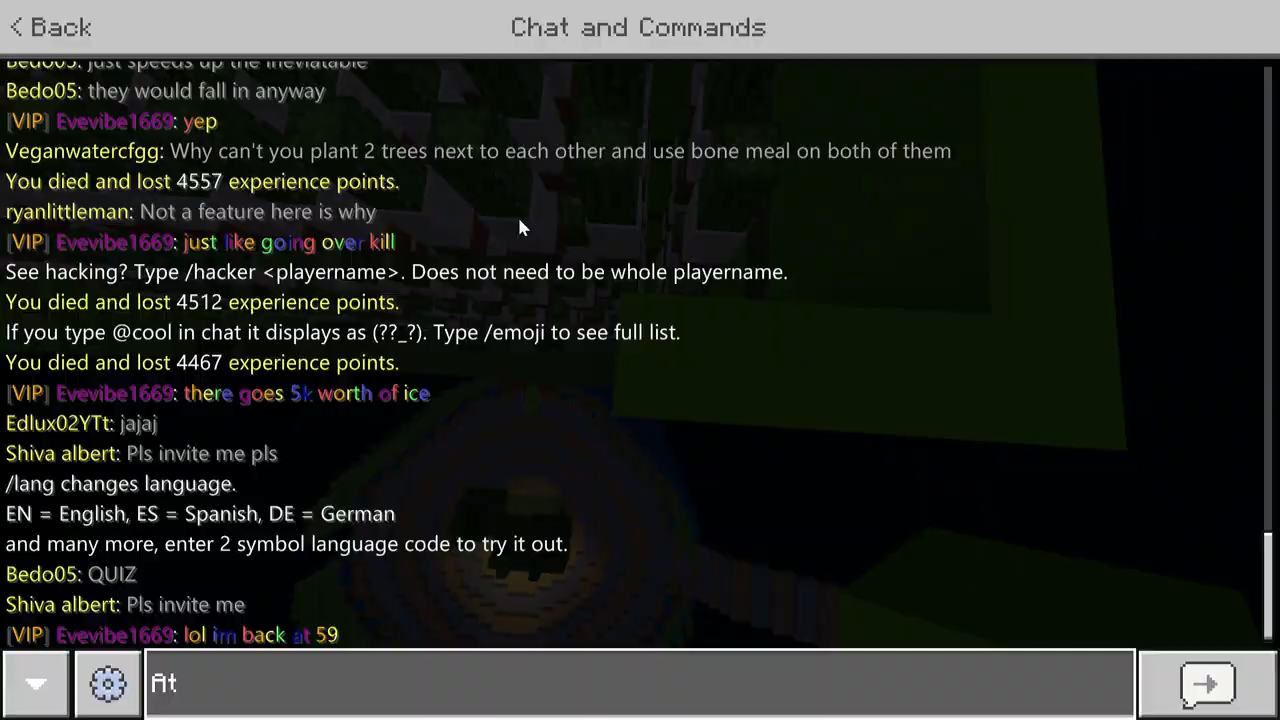 < Back
Chat and Commands
Bedo05: just speeds up the ineviatable
Bedo05: they would fall in anyway
[VIP] Evevibe1669: yep
Veganwatercfgg: Why can't you plant 2 trees next to each other and use bone meal on both of them
You died and lost 4557 experience points.
ryanlittleman: Not a feature here is why
[VIP] Evevibe1669: just like going over kill
See hacking? Type /hacker <playername>. Does not need to be whole playername.
You died and lost 4512 experience points.
If you type @cool in chat it displays as (??_?). Type /emoji to see full list.
You died and lost 4467 experience points.
[VIP] Evevibe1669: there goes 5k worth of ice
Edlux02YTt: jajaj
Shiva albert: Pls invite me pls
/lang changes language.
EN = English, ES = Spanish, DE = German
and many more, enter 2 symbol language code to try it out.
Bedo05: QUIZ
Shiva albert: Pls invite me
[VIP] Evevibe1669: lol im back at 59
At